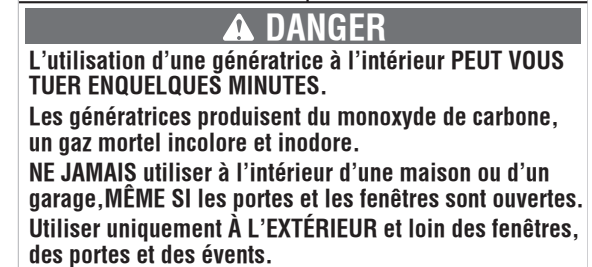 DANGER
L'utilisation d'une génératrice à l'intérieur PEUT VOUS
TUER ENQUELQUES MINUTES.
Les génératrices produisent du monoxyde de carbone,
un gaz mortel incolore et inodore.
NE JAMAIS utiliser à l'intérieur d'une maison ou d'un
garage,MÊME SI les portes et les fenêtres sont ouvertes.
Utiliser uniquement À L'EXTÉRIEUR et loin des fenêtres,
des portes et des évents.